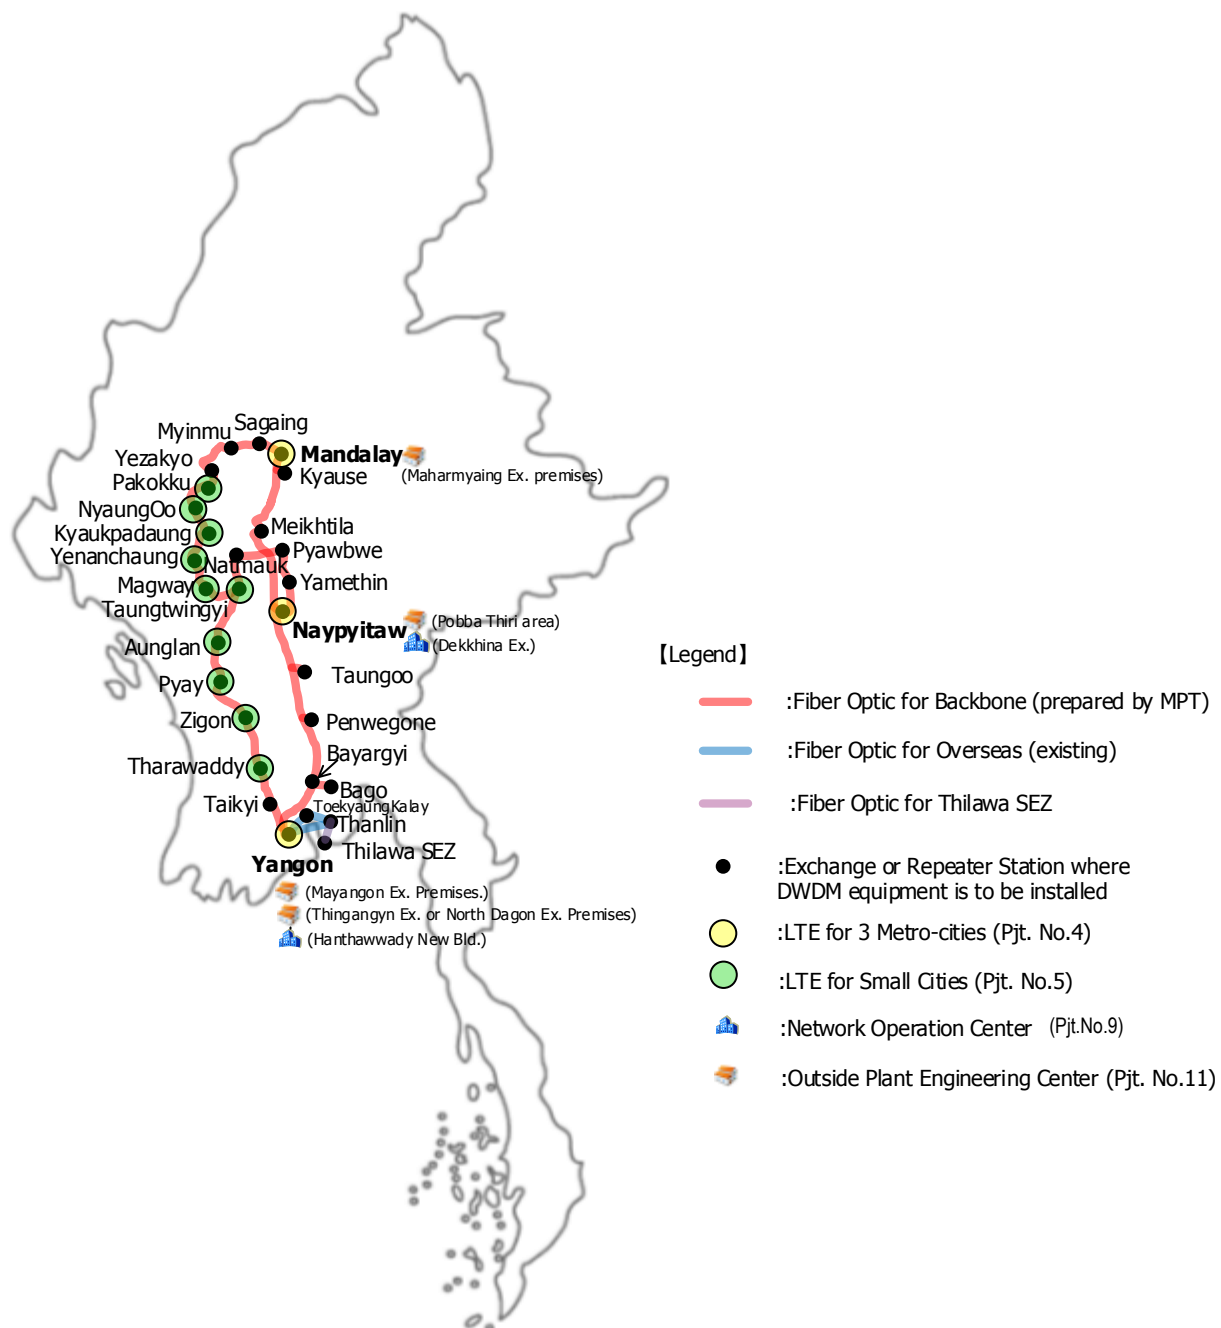 Sagaing
Myinmu
Mandalay
Yezakyo
Kyause
(Maharmyaing Ex. premises)
Pakokku
NyaungOo
Meikhtila
Kyaukpadaung
Pyawbwe
Yenanchaung
Natmauk
Magway
Yamethin
Taungtwingyi
(Pobba Thiri area)
Naypyitaw
(Dekkhina Ex.)
Aunglan
Taungoo
Pyay
Zigon
Penwegone
Bayargyi
Tharawaddy
Bago
Taikyi
ToekyaungKalay
Thanlin
Thilawa SEZ
Yangon
(Mayangon Ex. Premises.)
(Thingangyn Ex. or North Dagon Ex. Premises)
(Hanthawwady New Bld.)
【Legend】
:Fiber Optic for Backbone (prepared by MPT)
:Fiber Optic for Overseas (existing)
:Fiber Optic for Thilawa SEZ
:Exchange or Repeater Station where
DWDM equipment is to be installed
:LTE for 3 Metro-cities (Pjt. No.4)
:LTE for Small Cities (Pjt. No.5)
:Network Operation Center (Pjt.No.9)
:Outside Plant Engineering Center (Pjt. No.11)